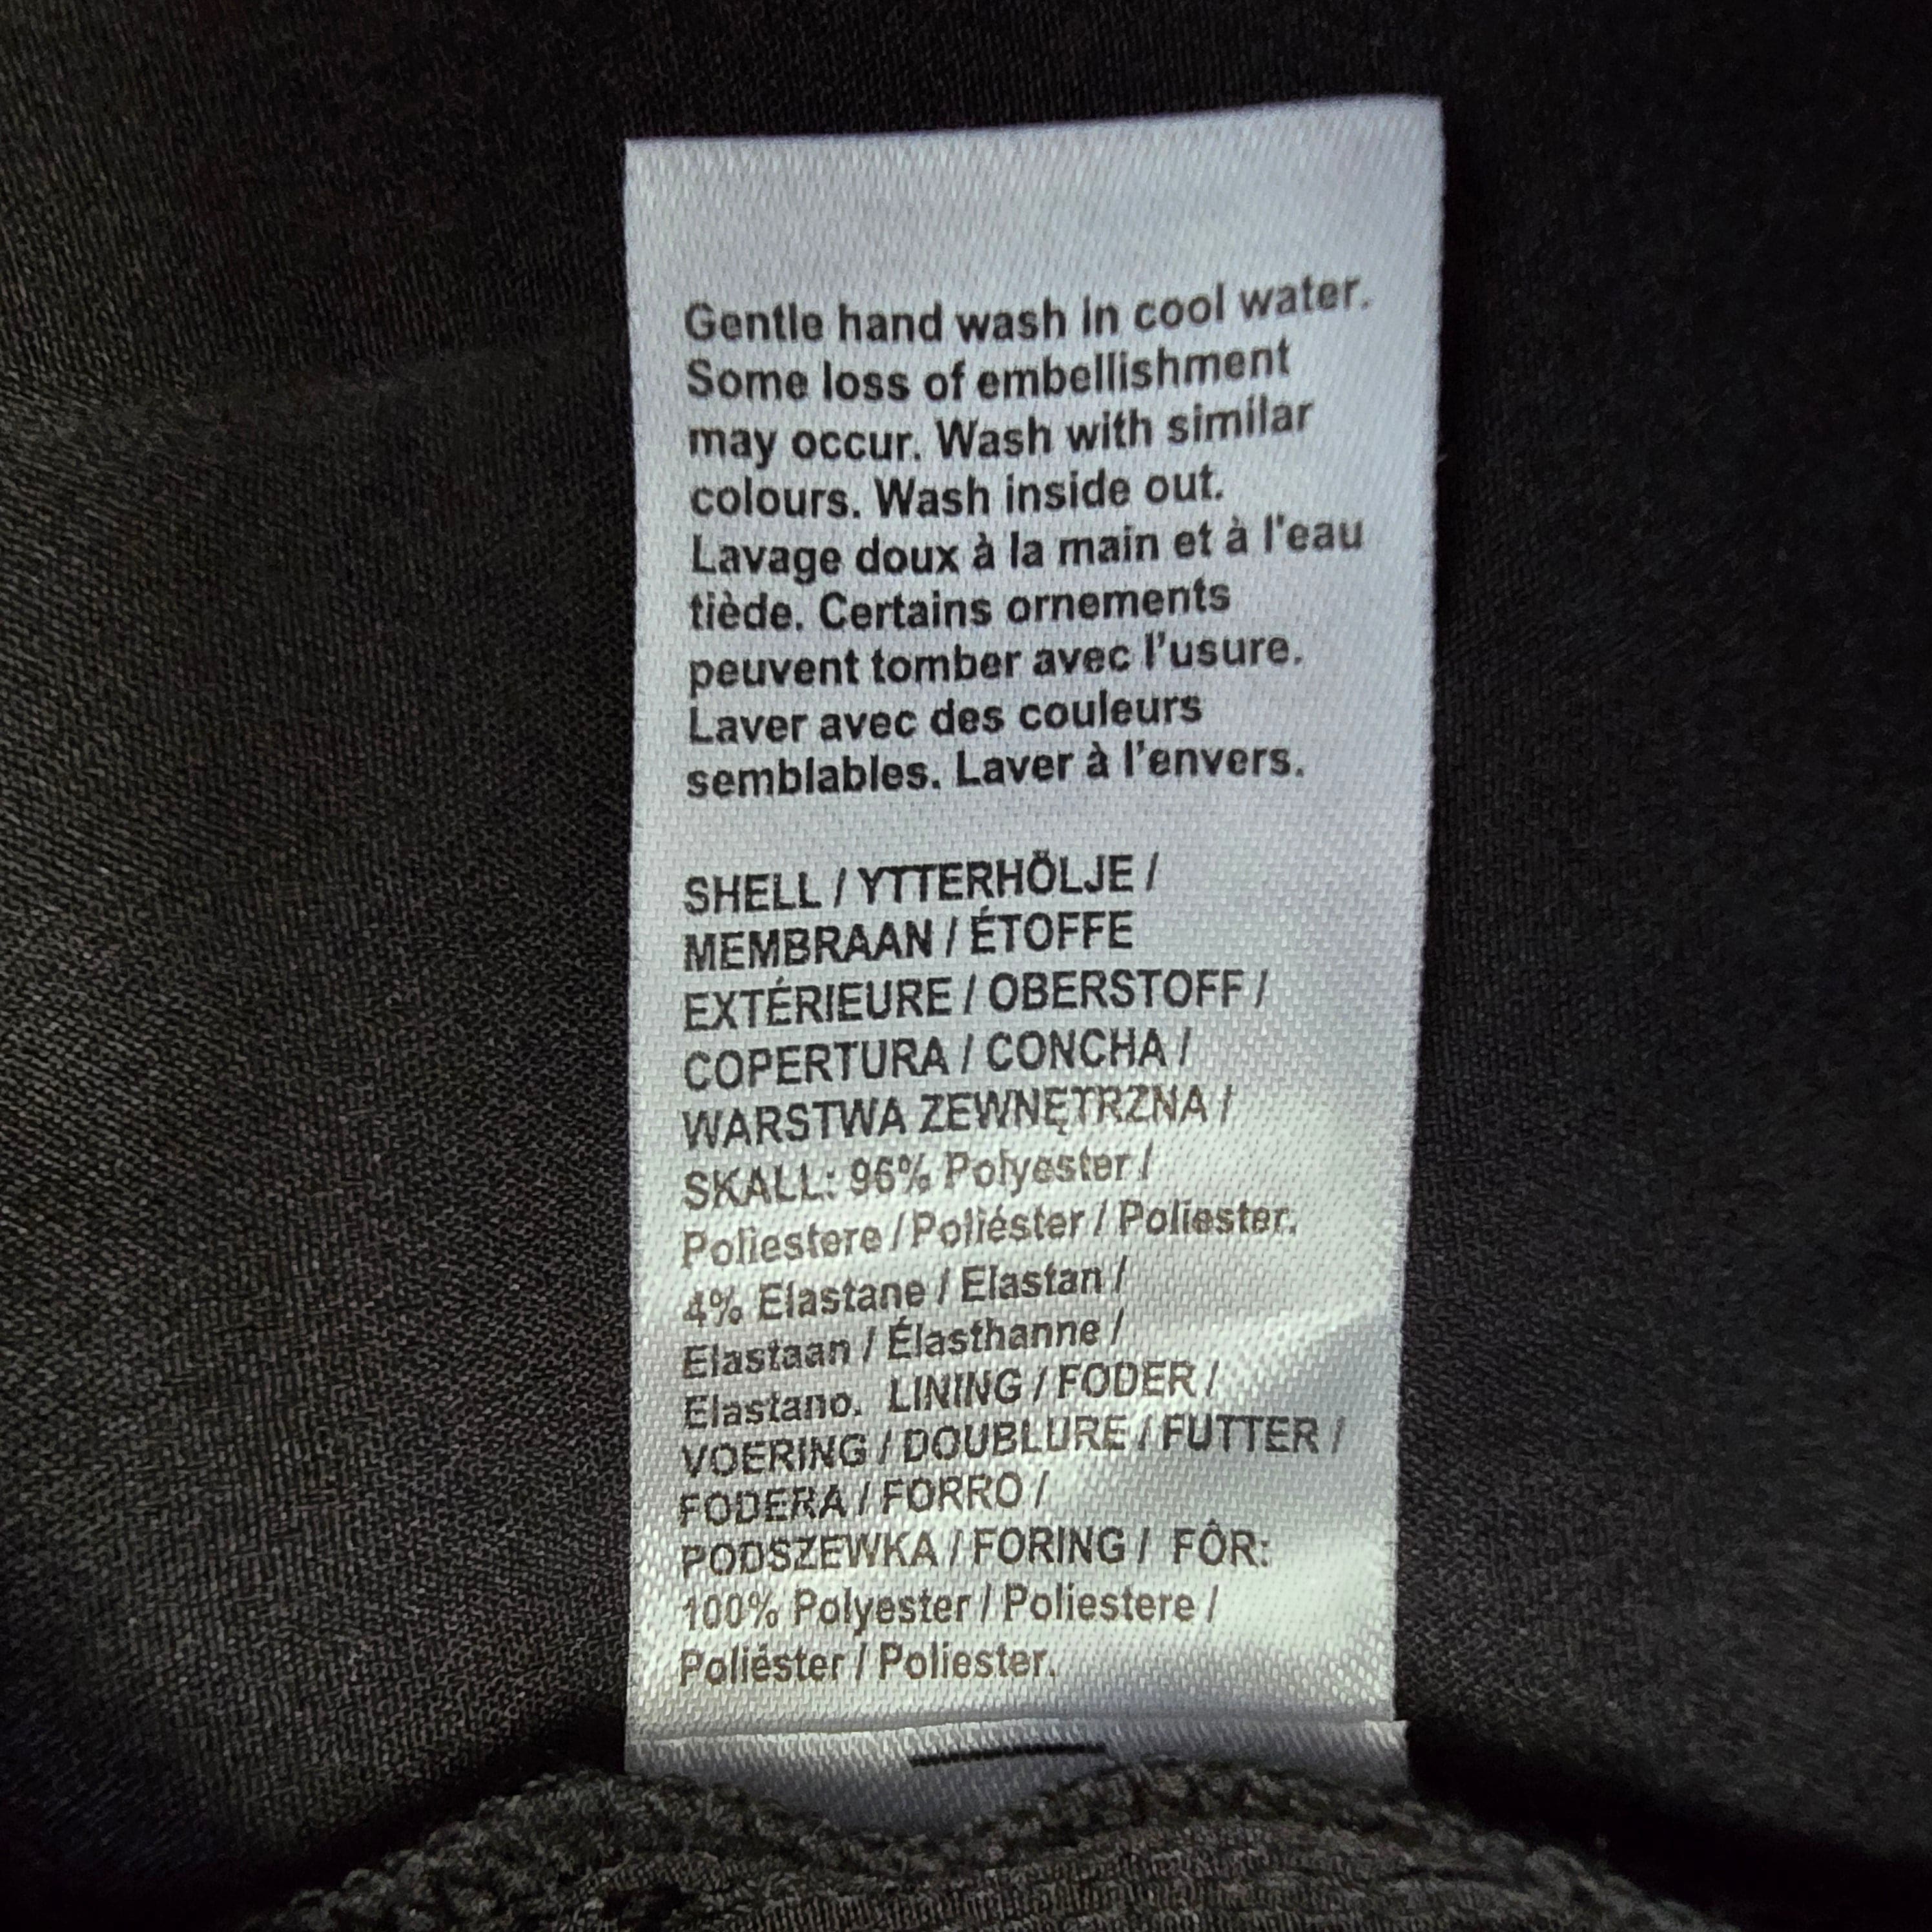 Gentle hand wash in cool water.
Some loss of embellishment
may occur. Wash with similar
colours. Wash inside out.
Lavage doux à la main et à l'eau
tiède. Certains ornements
peuvent tomber avec l'usure.
Laver avec des couleurs
semblables. Laver à l'envers.
SHELL / YTTERHÖLJE /
MEMBRAAN / ÉTOFFE
EXTÉRIEURE / OBERSTOFF /
COPERTURA / CONCHA /
WARSTWA ZEWNĘTRZNA /
SKALL: 96% Polyester /
Poliestere / Poliéster / Poliester.
4% Elastane / Elastan /
Elastaan / Élasthanne /
Elastano. LINING / FODER /
VOERING / DOUBLURE / FUTTER /
FODERA / FORRO /
PODSZEWKA / FORING / FÔR:
100% Polyester / Poliestere /
Poliéster / Poliester.